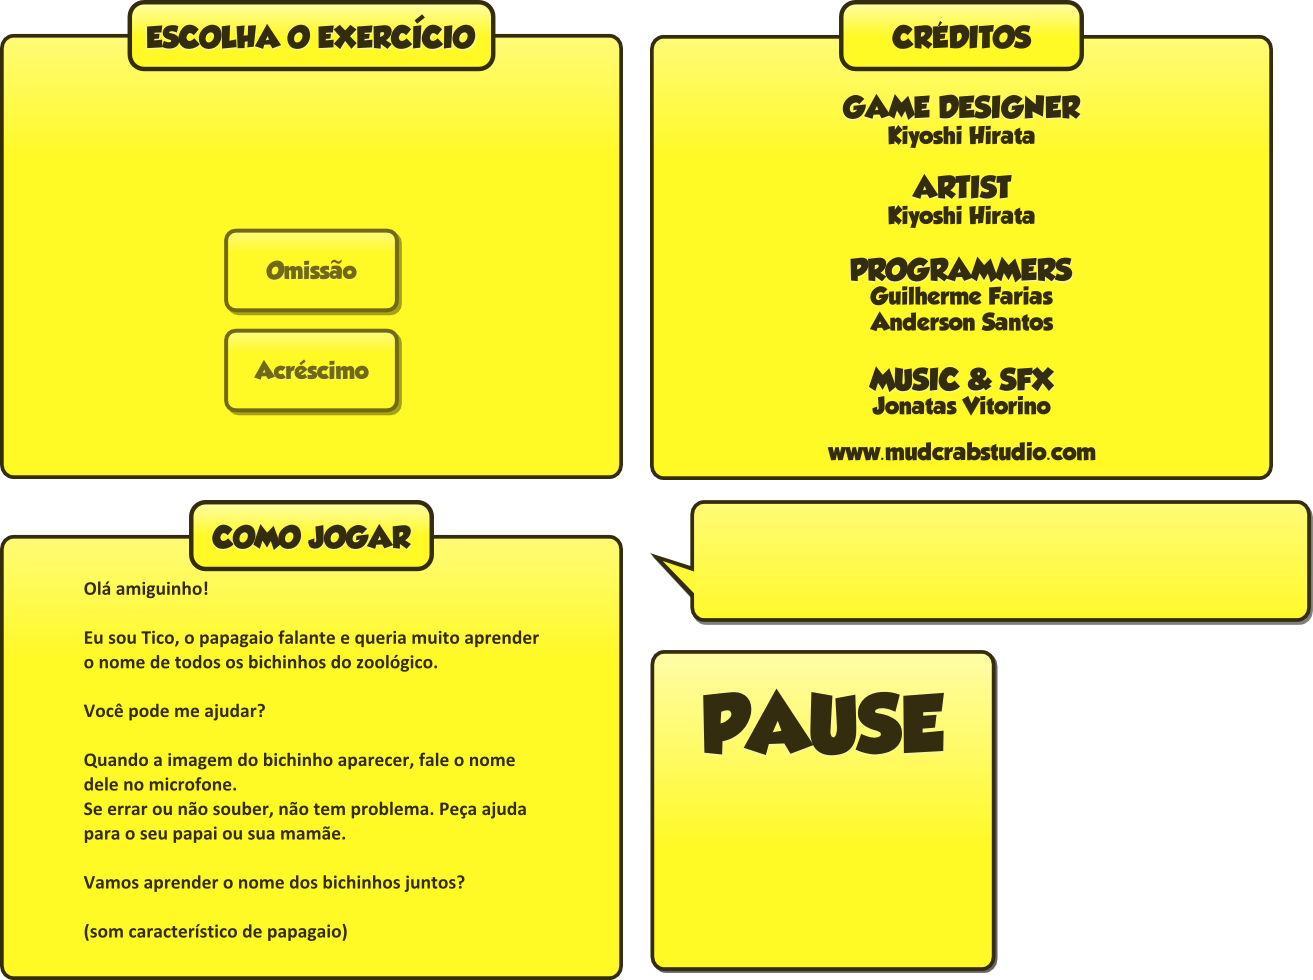 ESCOLHA O EXERCÍCIO
Omissão
Acréscimo
CRÉDITOS
GAME DESIGNER
Kiyoshi Hirata
ARTIST
Kiyoshi Hirata
PROGRAMMERS
Guilherme Farias
Anderson Santos
MUSIC & SFX
Jonatas Vitorino
www.mudcrabstudio.com
COMO JOGAR
Olá amiguinho!
Eu sou Tico, o papagaio falante e queria muito aprender
o nome de todos os bichinhos do zoológico.
Você pode me ajudar?
Quando a imagem do bichinho aparecer, fale o nome
dele no microfone.
Se errar ou não souber, não tem problema. Peça ajuda
para o seu papai ou sua mamãe.
Vamos aprender o nome dos bichinhos juntos?
(som característico de papagaio)
PAUSE